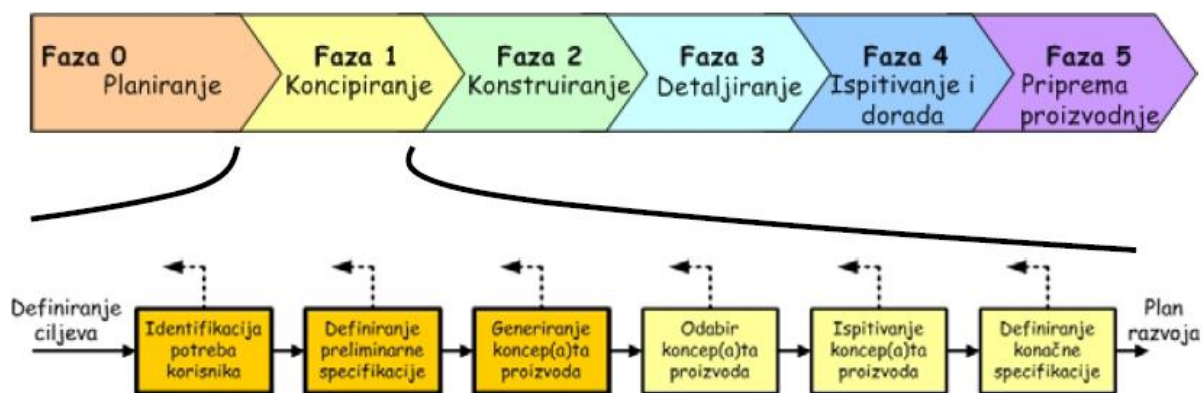 Faza 0
Planiranje
Faza 1
Koncipiranje
Faza 2
Konstruiranje
Faza 3
Detaljiranje
Faza 4
Ispitivanje i
dorada
Faza 5
Priprema
proizvodnje
Definiranje
ciljeva
Identifikacija
potreba
korisnika
Definiranje
preliminarne
specifikacije
Generiranje
koncep(a)ta
proizvoda
Odabir
koncep(a)ta
proizvoda
Ispitivanje
koncep(a)ta
proizvoda
Definiranje
konačne
specifikacije
Plan
razvoja